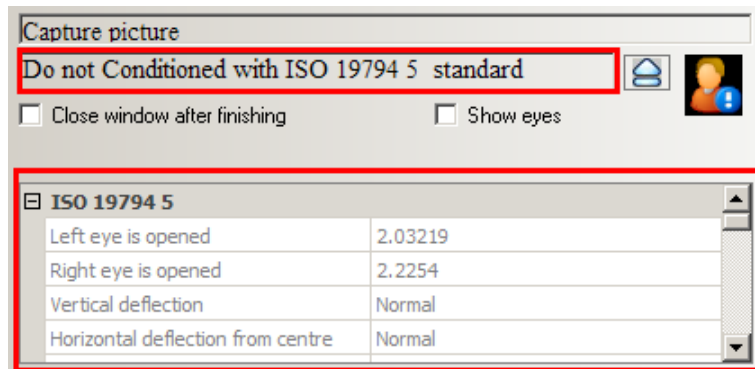 Capture picture
Do not Conditioned with ISO 19794 5 standard
Close window after finishing Show eyes
ISO 19794 5
Left eye is opened 2.03219
Right eye is opened 2.2254
Vertical deflection Normal
Horizontal deflection from centre Normal